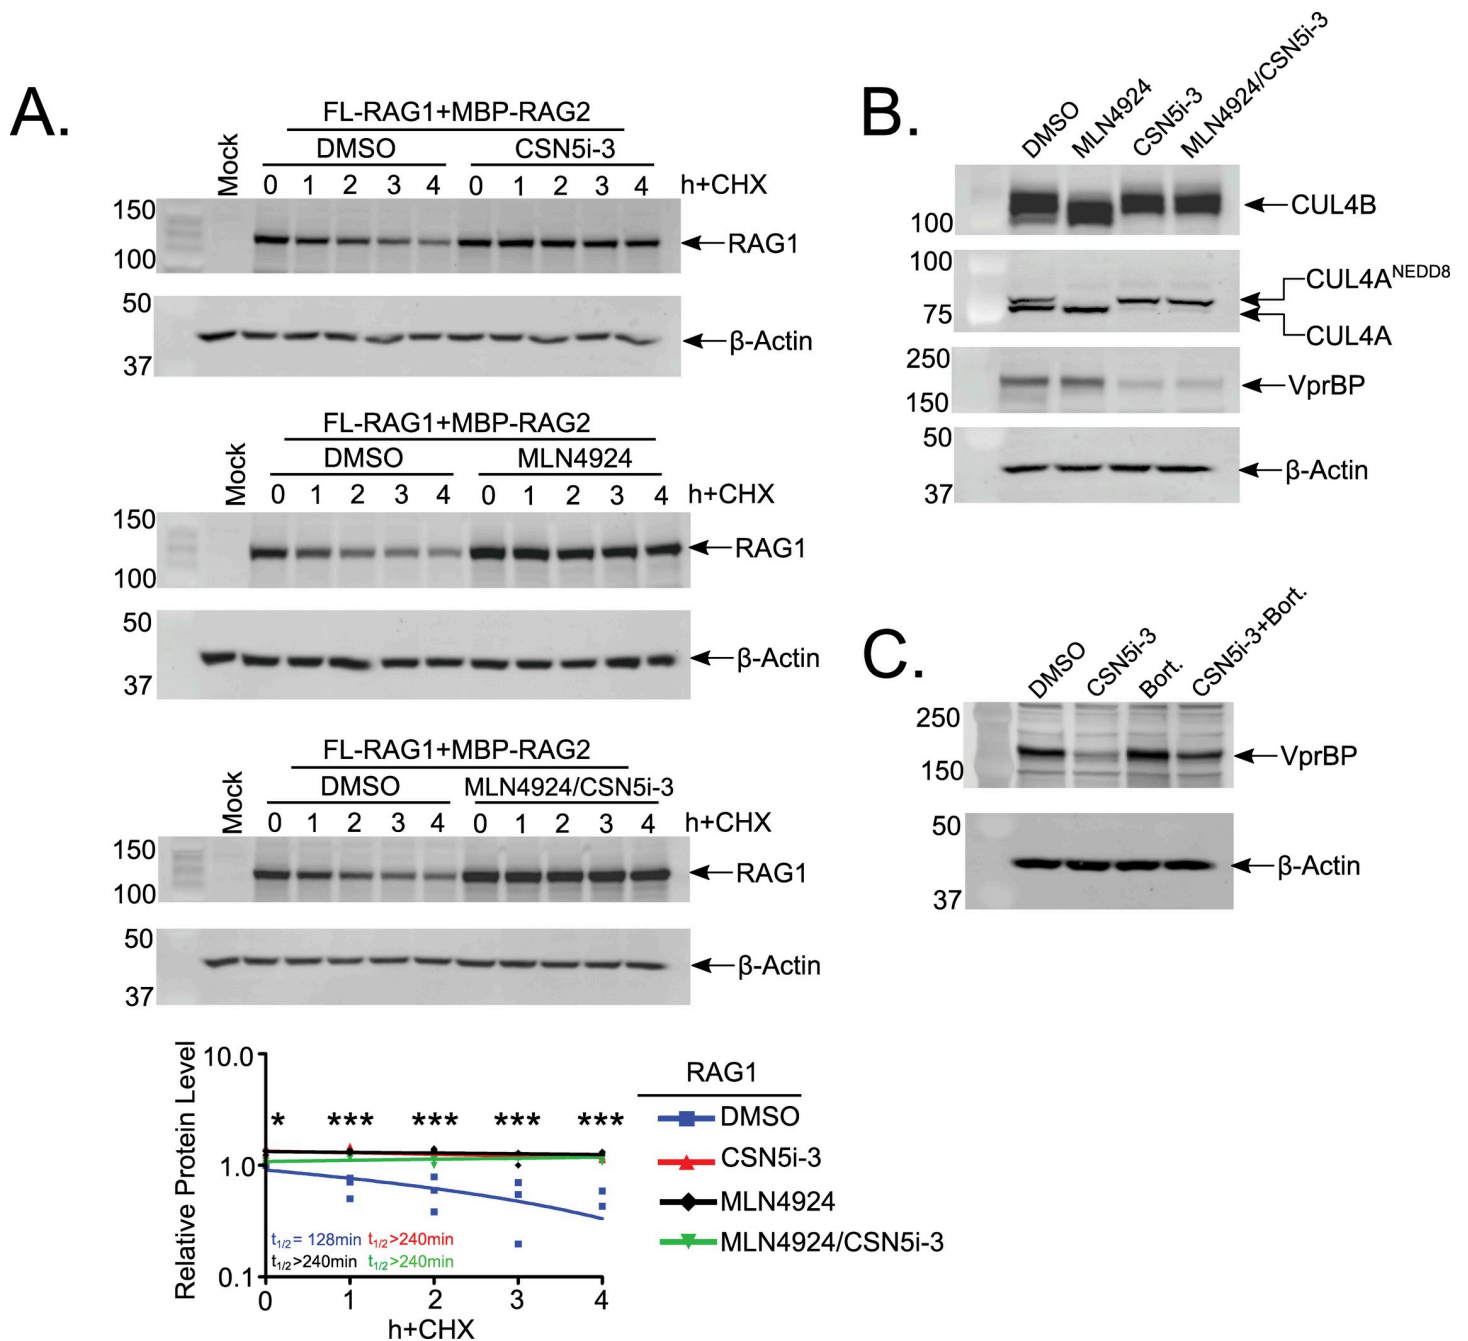 A.
FL-RAG1+MBP-RAG2
Mock
DMSO CSN5i-3
0 1 2 3 4 0 1 2 3 4 h+CHX
150
100
RAG1
50
37
β-Actin
FL-RAG1+MBP-RAG2
Mock
DMSO MLN4924
0 1 2 3 4 0 1 2 3 4 h+CHX
150
100
RAG1
50
37
β-Actin
FL-RAG1+MBP-RAG2
Mock
DMSO MLN4924/CSN5i-3
0 1 2 3 4 0 1 2 3 4 h+CHX
150
100
RAG1
50
37
β-Actin
Relative Protein Level
10.0
1.0
0.1
* *** *** *** ***
t1/2= 128min t1/2>240min
t1/2>240min t1/2>240min
0 1 2 3 4
h+CHX
RAG1
DMSO
CSN5i-3
MLN4924
MLN4924/CSN5i-3
B.
DMSO
MLN4924
CSN5i-3
MLN4924/CSN5i-3
100
CUL4B
100
75
CUL4ANEDD8
CUL4A
250
150
VprBP
50
37
β-Actin
C.
DMSO
CSN5i-3
Bort.
CSN5i-3+Bort.
250
150
VprBP
50
37
β-Actin